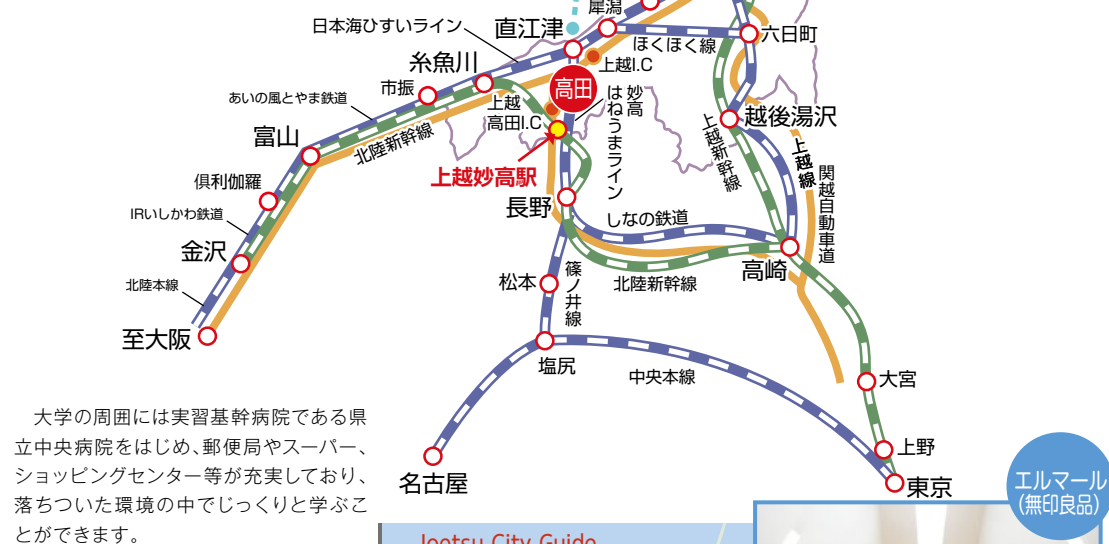 犀潟
日本海ひすいライン
直江津
六日町
ほくほく線
糸魚川
上越I.C
市振
高田
あいの風とやま鉄道
上越
高田I.C
妙高
はねうまライン
越後湯沢
富山
北陸新幹線
上越新幹線
上越線
関越自動車道
上越妙高駅
倶利伽羅
長野
IRいしかわ鉄道
しなの鉄道
金沢
高崎
北陸本線
松本
篠ノ井線
北陸新幹線
至大阪
塩尻
中央本線
大宮
大学の周囲には実習基幹病院である県
立中央病院をはじめ、郵便局やスーパー、
ショッピングセンター等が充実しており、
落ちついた環境の中でじっくりと学ぶこ
とができます。
上野
名古屋
東京
エルマール
(無印良品)
Joetsu City Guide